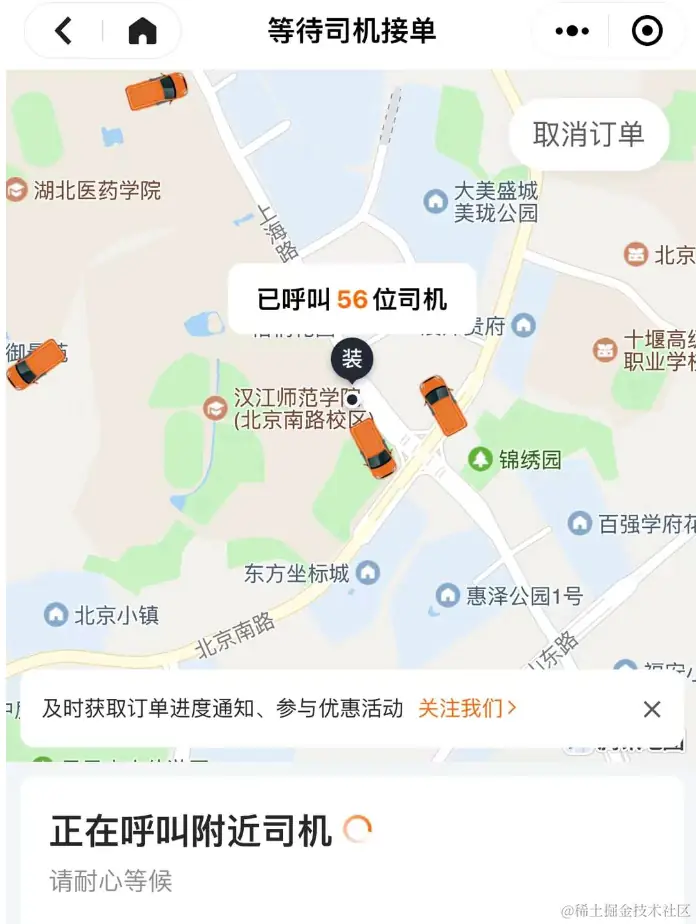 等待司机接单
取消订单
湖北医药学院
大美盛城
美珑公园
上海路
北京
已呼叫 56 位司机
贵府
十堰高级
职业学校
装
汉江师范学院
(北京南路校区)
锦绣园
百强学府花
东方坐标城
惠泽公园1号
北京小镇
北京南路
山东路
及时获取订单进度通知、参与优惠活动 关注我们>
正在呼叫附近司机
请耐心等候
@稀土掘金技术社区